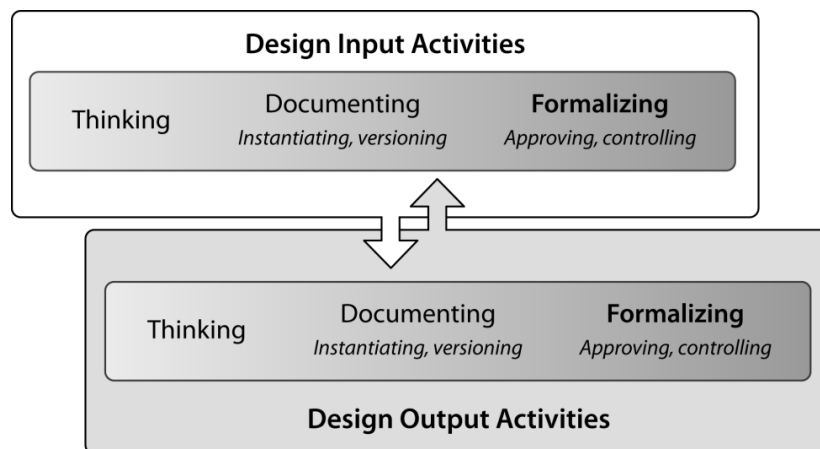 Design Input Activities
Thinking
Documenting
Instantiating, versioning
Formalizing
Approving, controlling
Thinking
Documenting
Instantiating, versioning
Formalizing
Approving, controlling
Design Output Activities